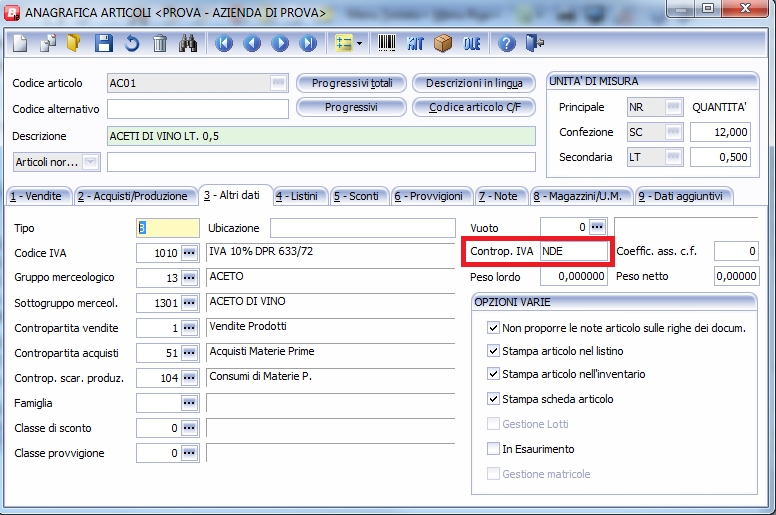 ANAGRAFICA ARTICOLI <PROVA - AZIENDA DI PROVA>
KIT OLE
Codice articolo AC01 Progressivi totali Descrizioni in lingua
Codice alternativo Progressivi Codice articolo C/F
Descrizione ACETI DI VINO LT. 0,5
Articoli nor...
UNITA' DI MISURA
Principale NR QUANTITA'
Confezione SC 12,000
Secondaria LT 0,500
1 - Vendite 2 - Acquisti/Produzione 3 - Altri dati 4 - Listini 5 - Sconti 6 - Provvigioni 7 - Note 8 - Magazzini/U.M. 9 - Dati aggiuntivi
Tipo 3 Ubicazione Vuoto 0
Codice IVA 1010 IVA 10% DPR 633/72 Controp. IVA NDE Coeffic. ass. c.f. 0
Gruppo merceologico 13 ACETO Peso lordo 0,000000 Peso netto 0,00000
Sottogruppo merceol. 1301 ACETO DI VINO
Contropartita vendite 1 Vendite Prodotti
Contropartita acquisti 51 Acquisti Materie Prime
Controp. scar. produz. 104 Consumi di Materie P.
Famiglia
Classe di sconto 0
Classe provvigione 0
OPZIONI VARIE
Non proporre le note articolo sulle righe dei docum.
Stampa articolo nel listino
Stampa articolo nell'inventario
Stampa scheda articolo
Gestione Lotti
In Esaurimento
Gestione matricole